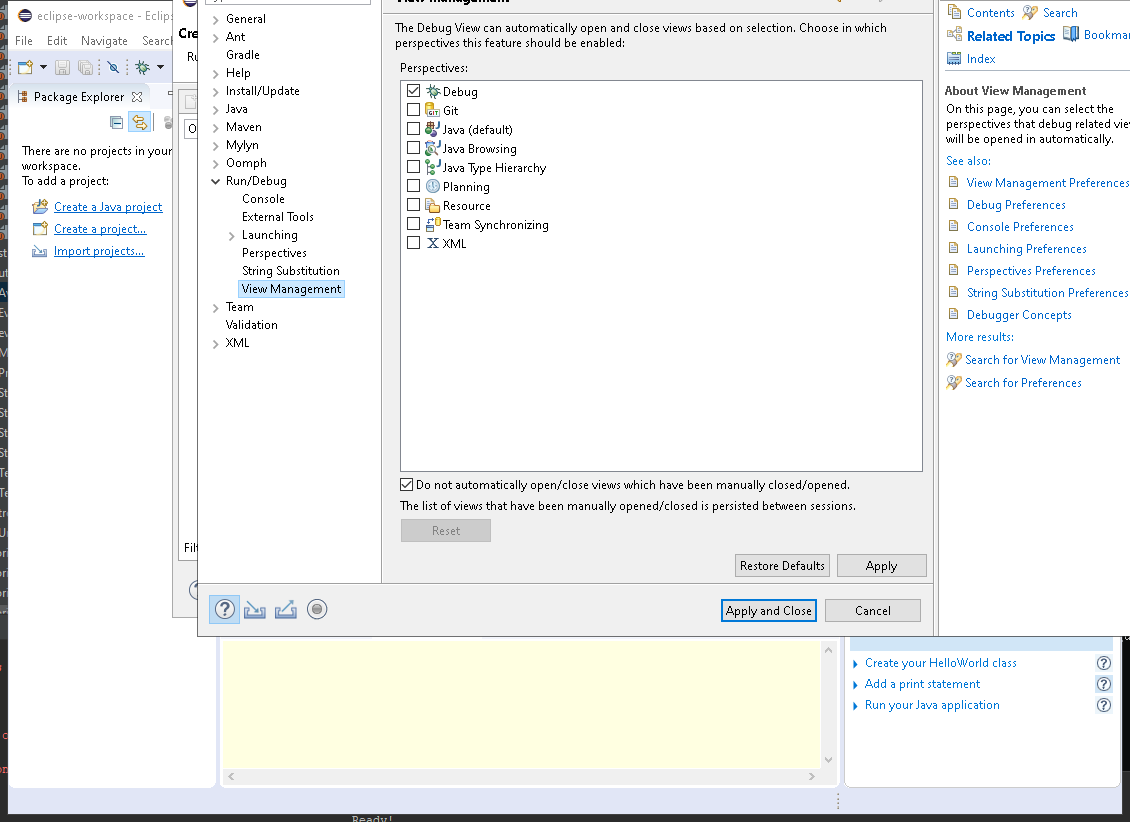 eclipse-workspace - Eclips
File Edit Navigate Search
Package Explorer
There are no projects in your
workspace.
To add a project:
Create a Java project
Create a project...
Import projects...
Cre
Ru
General
Ant
Gradle
Help
Install/Update
Java
Maven
Mylyn
Oomph
Run/Debug
Console
External Tools
Launching
Perspectives
String Substitution
View Management
Team
Validation
XML
The Debug View can automatically open and close views based on selection. Choose in which
perspectives this feature should be enabled:
Perspectives:
Debug
Git
Java (default)
Java Browsing
Java Type Hierarchy
Planning
Resource
Team Synchronizing
XML
Do not automatically open/close views which have been manually closed/opened.
The list of views that have been manually opened/closed is persisted between sessions.
Reset
Restore Defaults Apply
Apply and Close Cancel
Contents Search
Related Topics Bookmar
Index
About View Management
On this page, you can select the
perspectives that debug related vie
will be opened in automatically.
See also:
View Management Preferences
Debug Preferences
Console Preferences
Launching Preferences
Perspectives Preferences
String Substitution Preferences
Debugger Concepts
More results:
Search for View Management
Search for Preferences
Create your HelloWorld class
Add a print statement
Run your Java application
Ready!